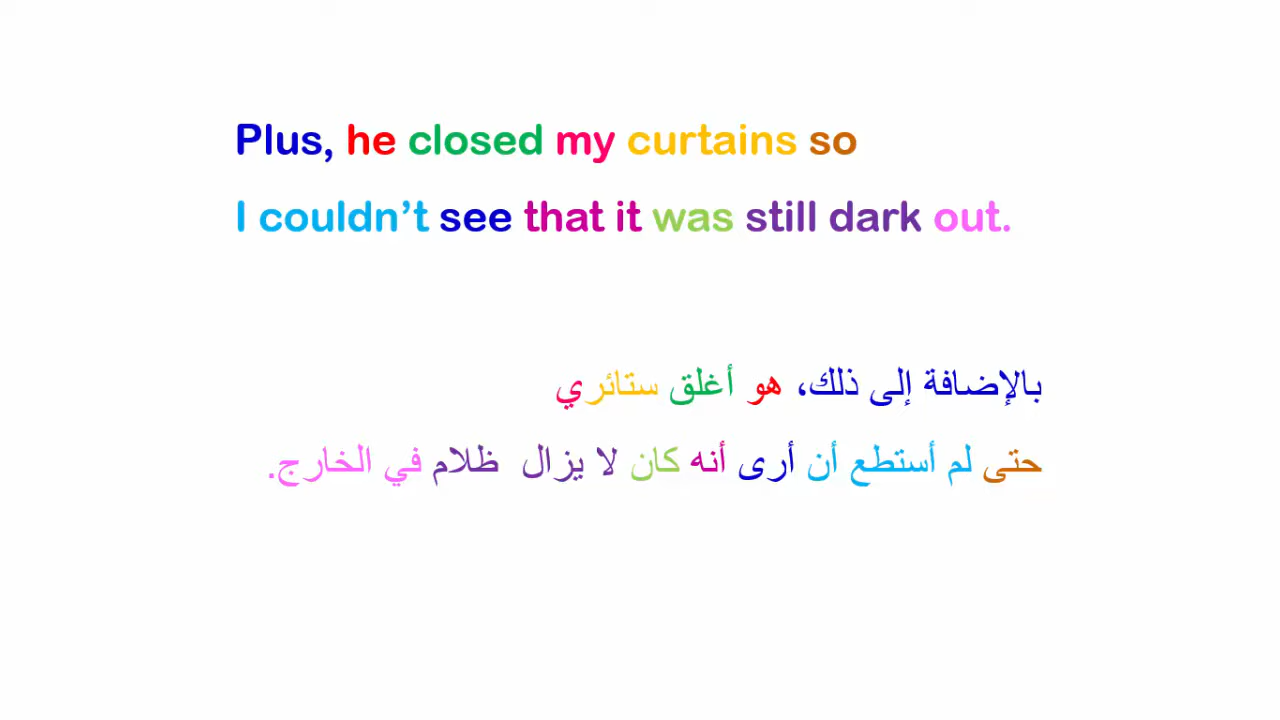 Plus, he closed my curtains so
I couldn’t see that it was still dark out.
بالإضافة إلى ذلك، هو أغلق ستائري
حتى لم أستطع أن أرى أنه كان لا يزال ظلام في الخارج.